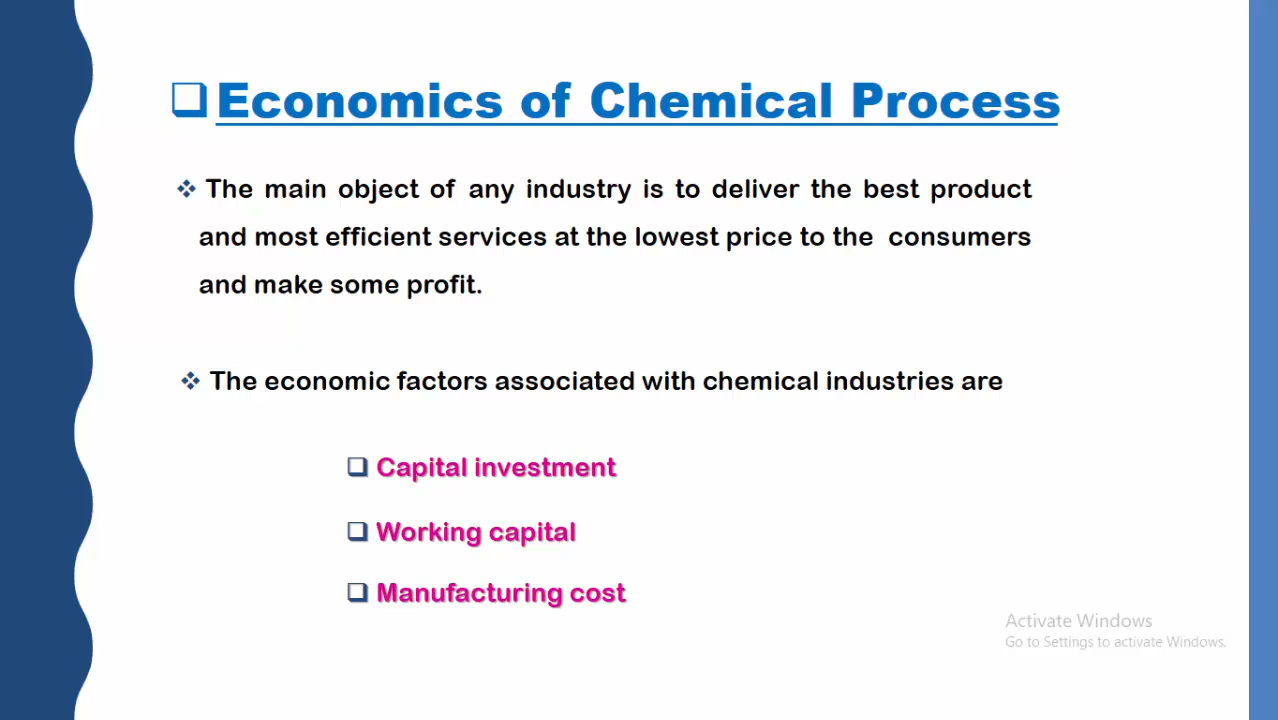 Economics of Chemical Process
The main object of any industry is to deliver the best product
and most efficient services at the lowest price to the consumers
and make some profit.
The economic factors associated with chemical industries are
Capital investment
Working capital
Manufacturing cost
Activate Windows
Go to Settings to activate Windows.